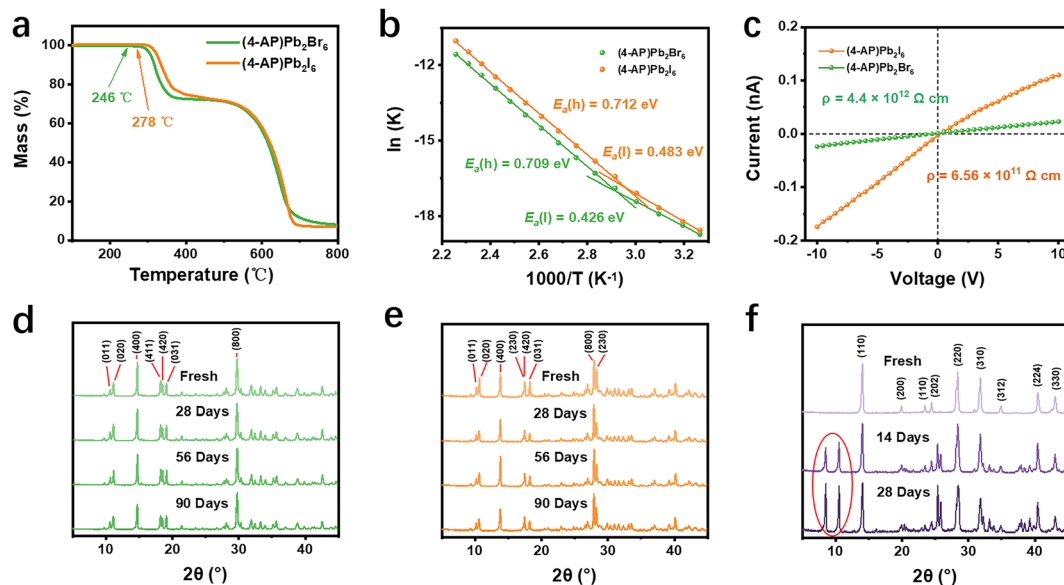 a
(4-AP)Pb2Br6
(4-AP)Pb2I6
246 ℃
278 ℃
100
80
60
40
20
0
Mass (%)
200
400
600
800
Temperature (℃)
b
(4-AP)Pb2Br6
(4-AP)Pb2I6
Ea(h) = 0.712 eV
Ea(l) = 0.483 eV
Ea(h) = 0.709 eV
Ea(l) = 0.426 eV
-12
-15
-18
ln (K)
2.2 2.4 2.6 2.8 3.0 3.2
1000/T (K-1)
c
(4-AP)Pb2I6
(4-AP)Pb2Br6
ρ = 4.4 × 10¹² Ω cm
ρ = 6.56 × 10¹¹ Ω cm
0.2
0.1
0.0
-0.1
-0.2
Current (nA)
-10 -5 0 5 10
Voltage (V)
d
(011)
(020)
(400)
(411)
(420)
(031)
(800)
Fresh
28 Days
56 Days
90 Days
10 20 30 40
2θ (°)
e
(011)
(020)
(400)
(230)
(420)
(031)
(800)
(230)
Fresh
28 Days
56 Days
90 Days
10 20 30 40
2θ (°)
f
(110)
Fresh
(200)
(110)
(202)
(220)
(310)
(312)
(224)
(330)
14 Days
28 Days
10 20 30 40
2θ (°)